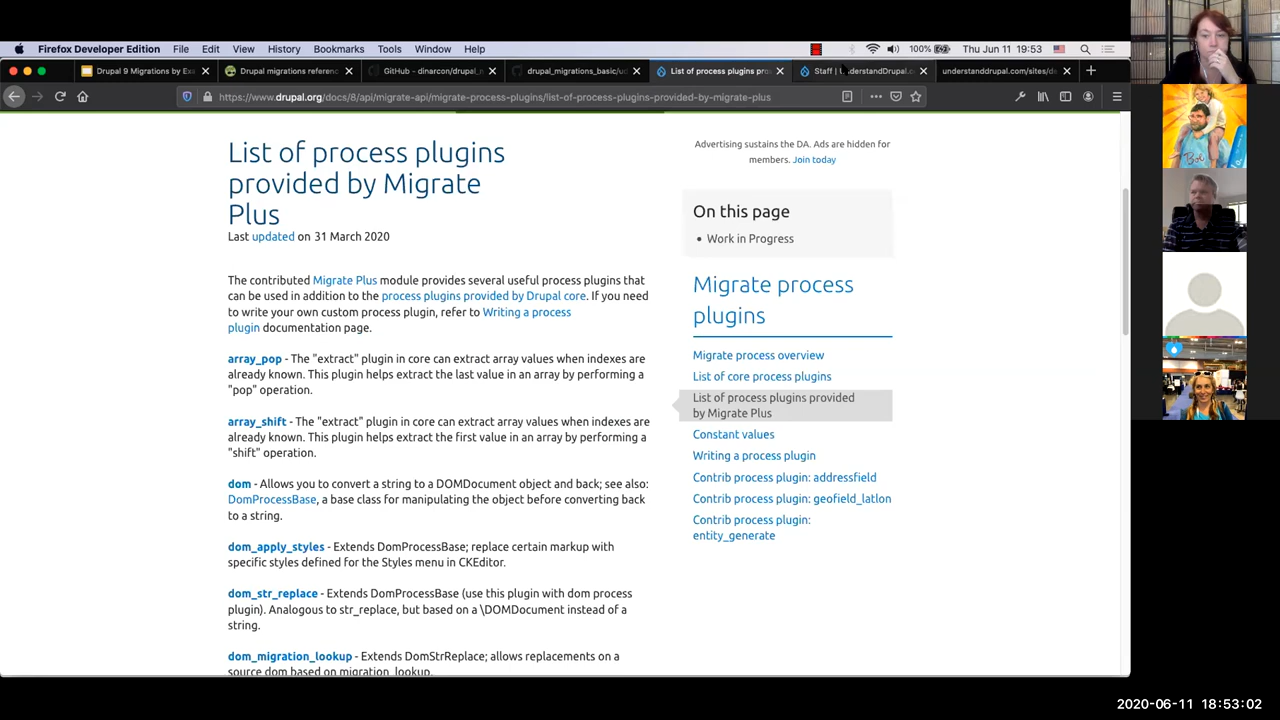 Firefox Developer Edition File Edit View History Bookmarks Tools Window Help 100% Thu Jun 11 19:53
Drupal 9 Migrations by Ex Drupal migrations referenc GitHub - dinarcon/drupal_m drupal_migrations_basic/ud List of process plugins pro Staff | UnderstandDrupal. understanddrupal.com/sites/de
https://www.drupal.org/docs/8/api/migrate-api/migrate-process-plugins/list-of-process-plugins-provided-by-migrate-plus
List of process plugins
provided by Migrate
Plus
Last updated on 31 March 2020
The contributed Migrate Plus module provides several useful process plugins that
can be used in addition to the process plugins provided by Drupal core. If you need
to write your own custom process plugin, refer to Writing a process
plugin documentation page.
array_pop - The "extract" plugin in core can extract array values when indexes are
already known. This plugin helps extract the last value in an array by performing a
"pop" operation.
array_shift - The "extract" plugin in core can extract array values when indexes are
already known. This plugin helps extract the first value in an array by performing a
"shift" operation.
dom - Allows you to convert a string to a DOMDocument object and back; see also:
DomProcessBase, a base class for manipulating the object before converting back
to a string.
dom_apply_styles - Extends DomProcessBase; replace certain markup with
specific styles defined for the Styles menu in CKEditor.
dom_str_replace - Extends DomProcessBase (use this plugin with dom process
plugin). Analogous to str_replace, but based on a \DOMDocument instead of a
string.
dom_migration_lookup - Extends DomStrReplace; allows replacements on a
source dom based on migration_lookup.
Advertising sustains the DA. Ads are hidden for
members. Join today
On this page
• Work in Progress
Migrate process
plugins
Migrate process overview
List of core process plugins
List of process plugins provided
by Migrate Plus
Constant values
Writing a process plugin
Contrib process plugin: addressfield
Contrib process plugin: geofield_latlon
Contrib process plugin:
entity_generate
2020-06-11 18:53:02